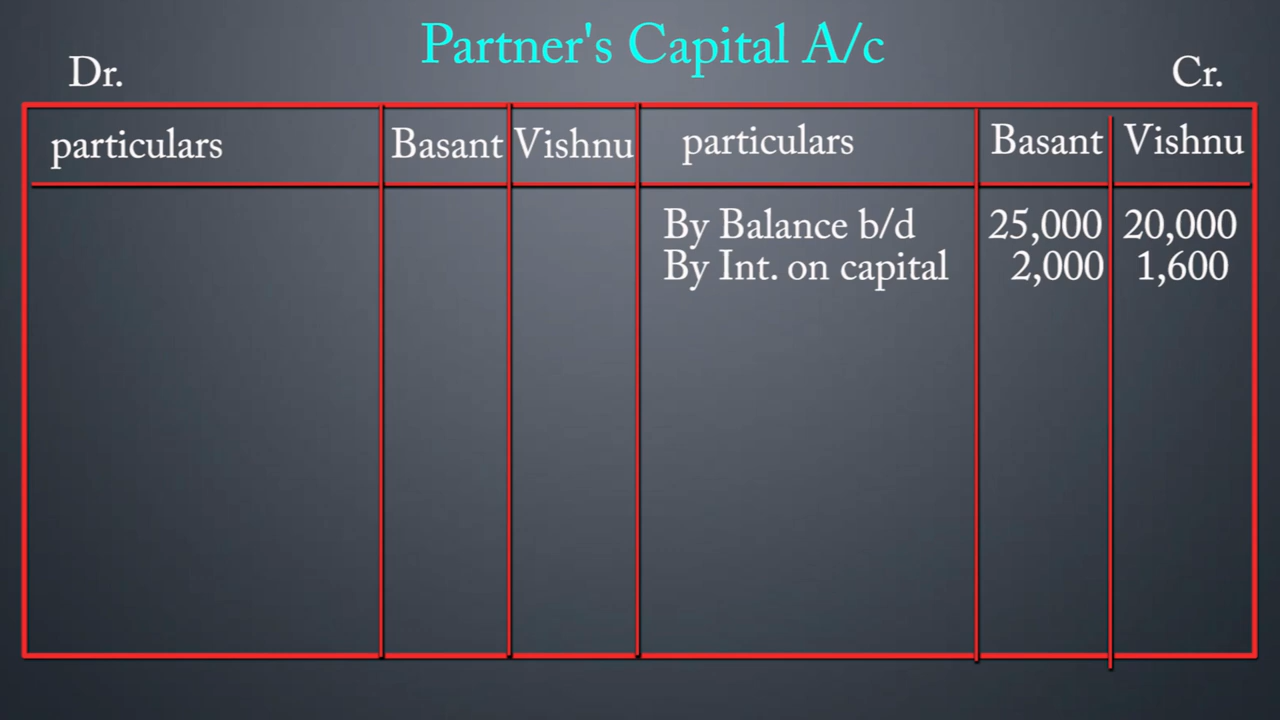 Partner's Capital A/c
Dr. Cr.
particulars Basant Vishnu particulars Basant Vishnu
By Balance b/d 25,000 20,000
By Int. on capital 2,000 1,600